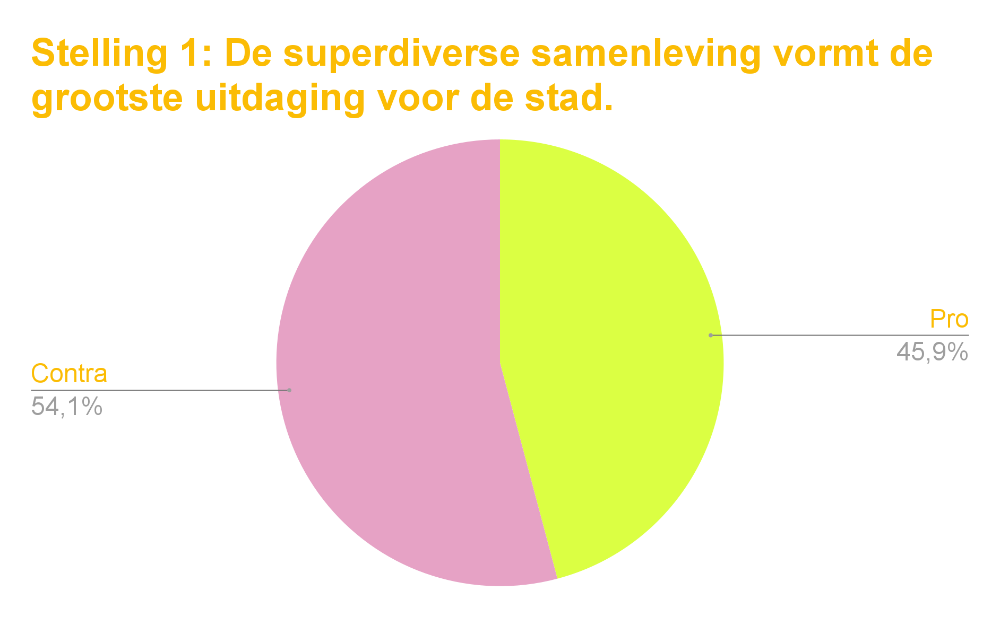 Stelling 1: De superdiverse samenleving vormt de
grootste uitdaging voor de stad.
Pro
45,9%
Contra
54,1%